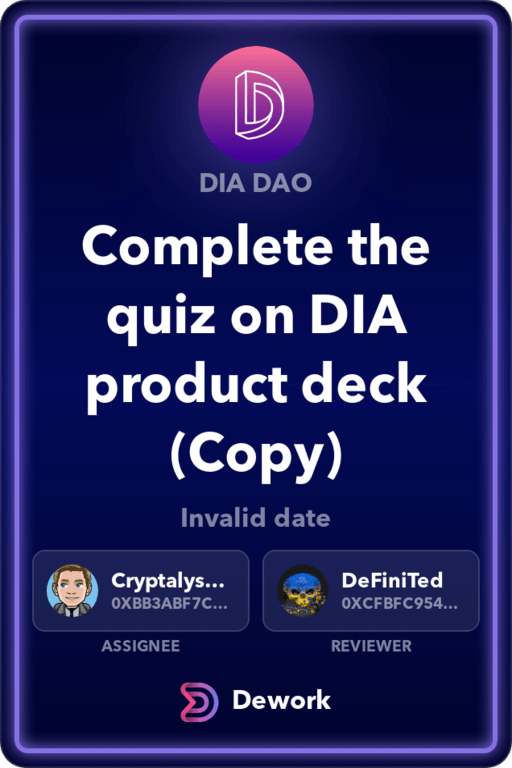 DIA DAO
Complete the
quiz on DIA
product deck
(Copy)
Invalid date
Cryptalys...
0XBB3ABF7C...
DeFiniTed
0XCFBFC954...
ASSIGNEE
REVIEWER
Dework